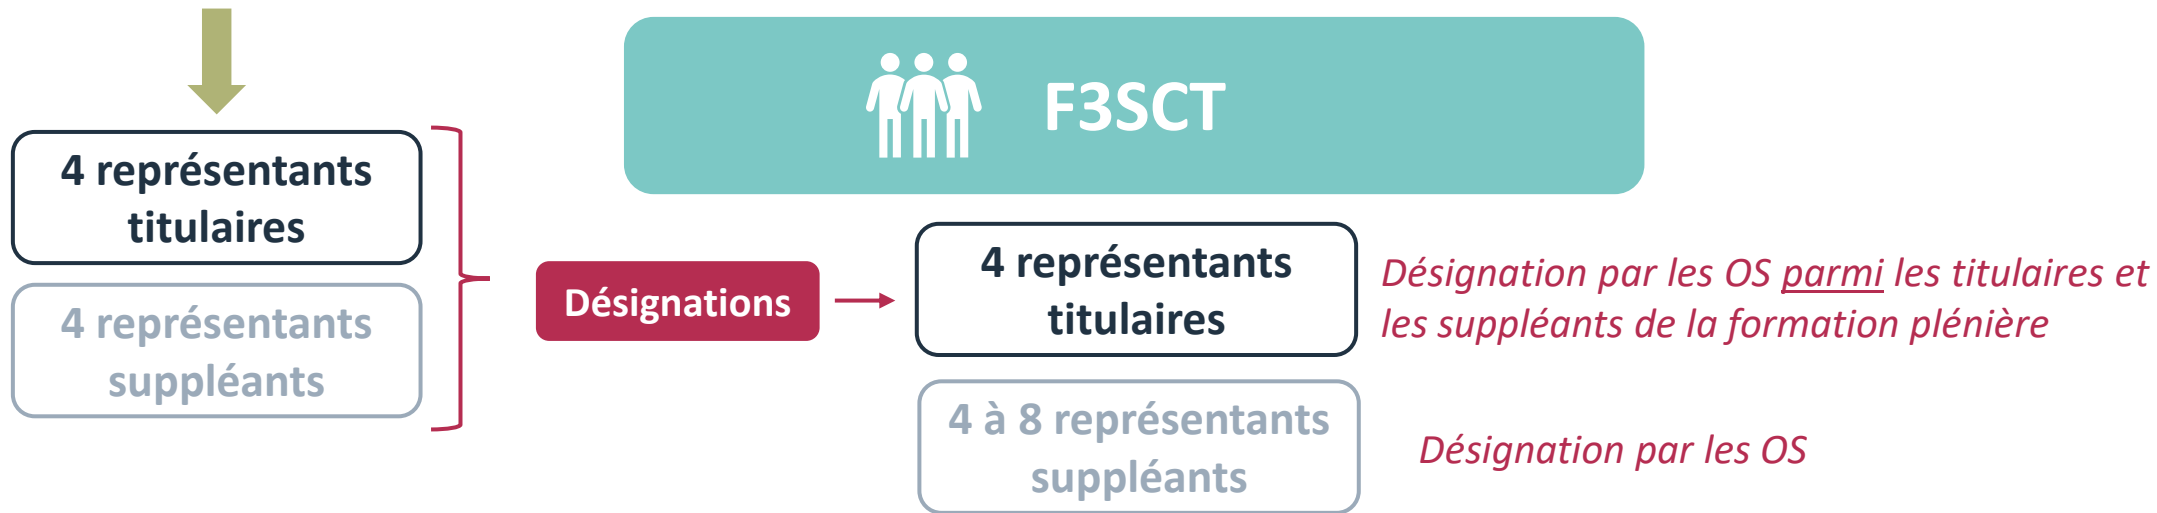 F3SCT
4 représentants
titulaires
4 représentants
suppléants
Désignations
4 représentants
titulaires
Désignation par les OS parmi les titulaires et
les suppléants de la formation plénière
4 à 8 représentants
suppléants
Désignation par les OS